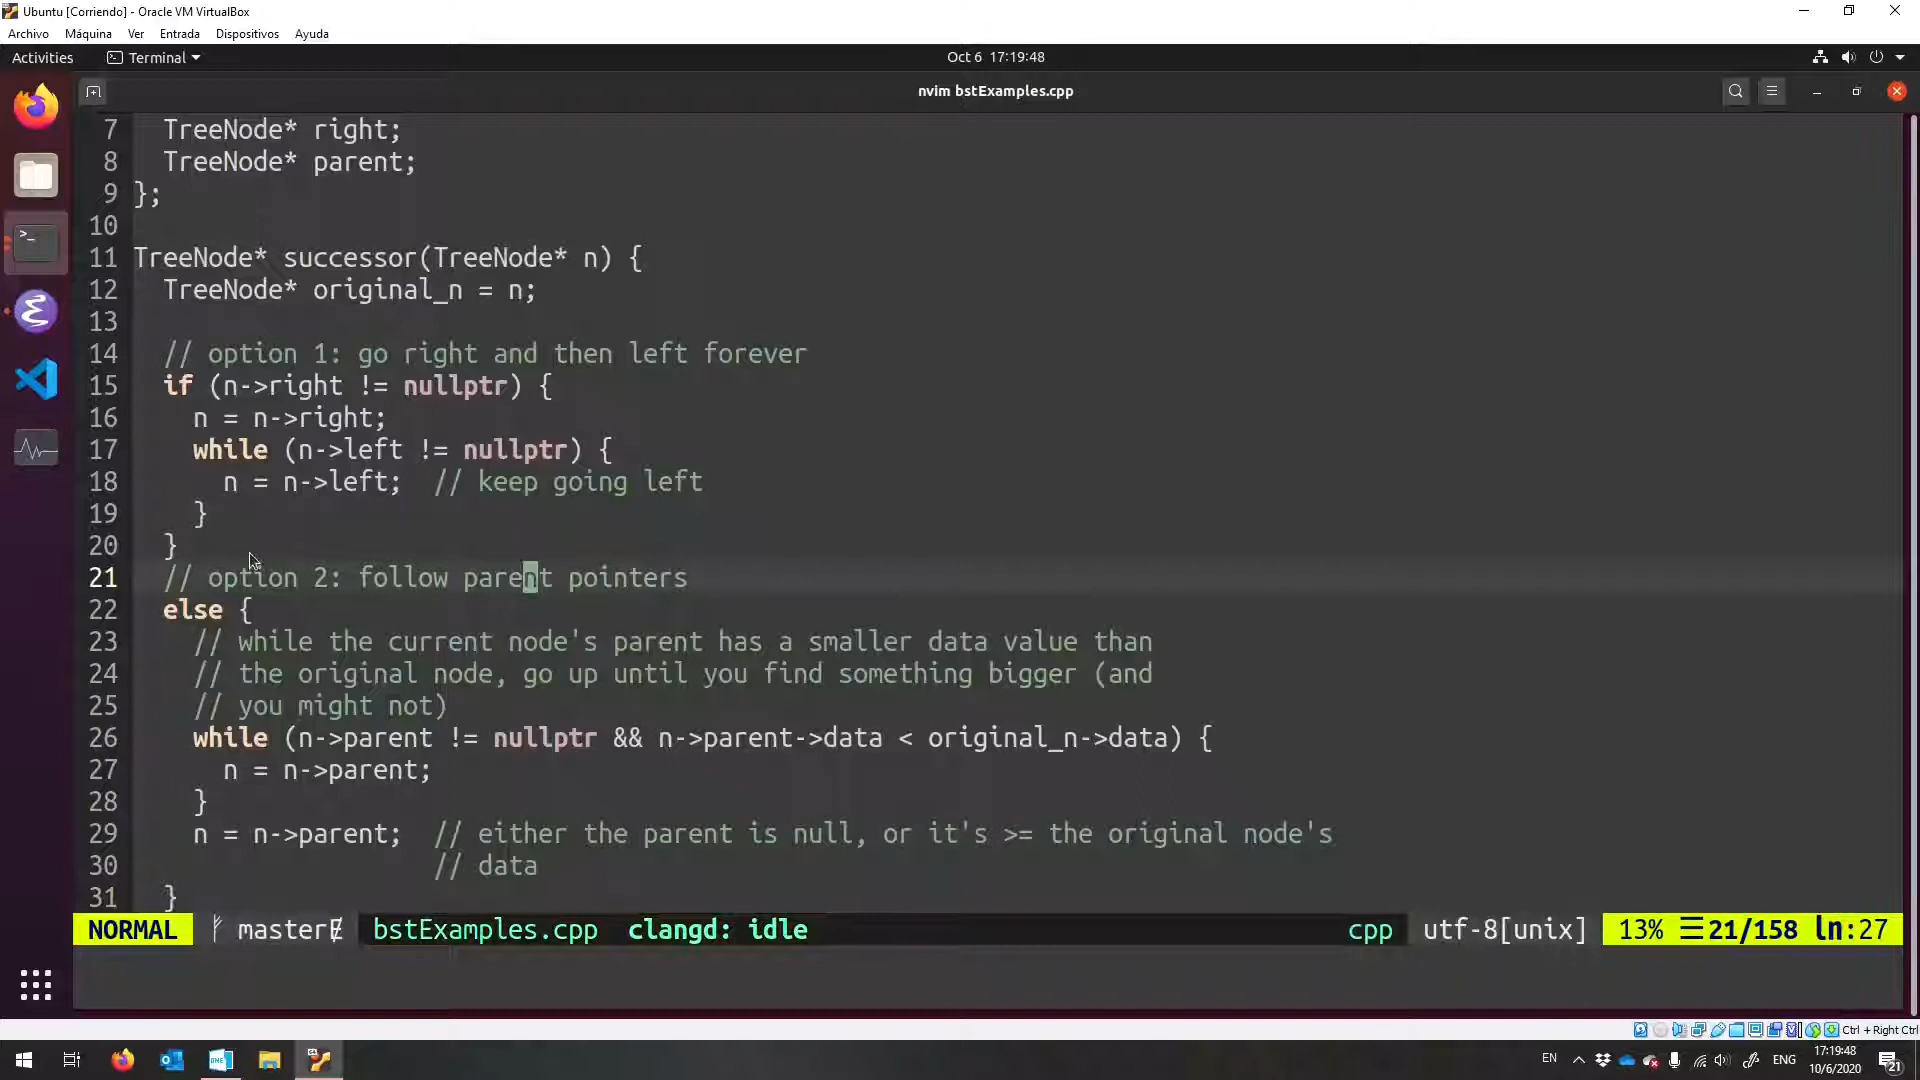 Ubuntu [Corriendo] - Oracle VM VirtualBox
Archivo Máquina Ver Entrada Dispositivos Ayuda
Activities Terminal Oct 6 17:19:48
nvim bstExamples.cpp
7 TreeNode* right;
8 TreeNode* parent;
9 };
10
11 TreeNode* successor(TreeNode* n) {
12 TreeNode* original_n = n;
13
14 // option 1: go right and then left forever
15 if (n->right != nullptr) {
16 n = n->right;
17 while (n->left != nullptr) {
18 n = n->left; // keep going left
19 }
20 }
21 // option 2: follow parent pointers
22 else {
23 // while the current node's parent has a smaller data value than
24 // the original node, go up until you find something bigger (and
25 // you might not)
26 while (n->parent != nullptr && n->parent->data < original_n->data) {
27 n = n->parent;
28 }
29 n = n->parent; // either the parent is null, or it's >= the original node's
30 // data
31 }
NORMAL master bstExamples.cpp clangd: idle cpp utf-8[unix] 13% ☰21/158 ln:27
Ctrl + Right Ctrl
EN ENG 17:19:48
10/6/2020 21